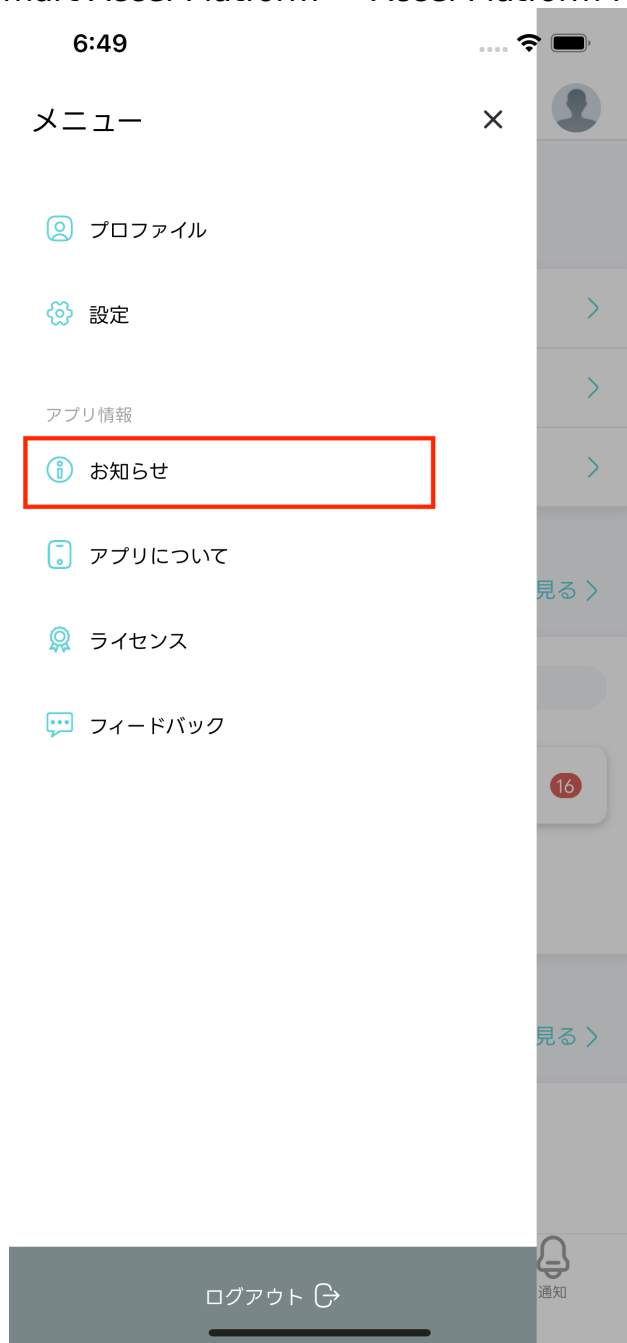 6:49
メニュー
プロファイル
設定
アプリ情報
お知らせ
アプリについて
見る
ライセンス
フィードバック
16
見る
ログアウト
通知